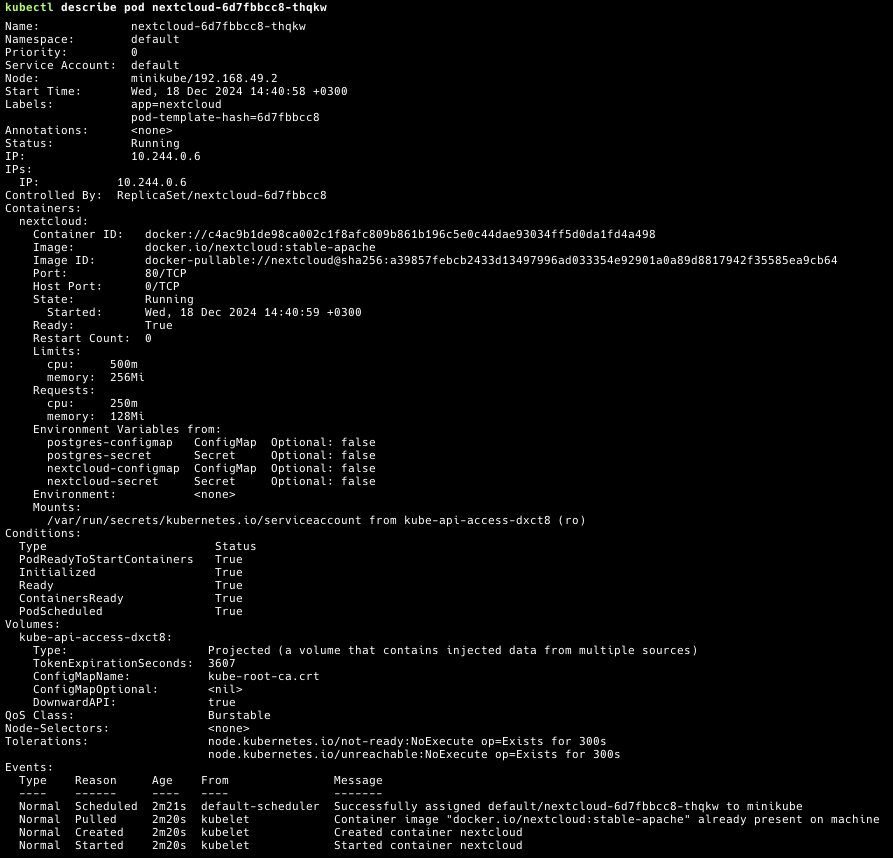 kubectl describe pod nextcloud-6d7fbbcc8-thqkw
Name:             nextcloud-6d7fbbcc8-thqkw
Namespace:        default
Priority:         0
Service Account:  default
Node:             minikube/192.168.49.2
Start Time:       Wed, 18 Dec 2024 14:40:58 +0300
Labels:           app=nextcloud
                  pod-template-hash=6d7fbbcc8
Annotations:      <none>
Status:           Running
IP:               10.244.0.6
IPs:
  IP:           10.244.0.6
Controlled By:  ReplicaSet/nextcloud-6d7fbbcc8
Containers:
  nextcloud:
    Container ID:   docker://c4ac9b1de98ca002c1f8afc809b861b196c5e0c44dae93034ff5d0da1fd4a498
    Image:          docker.io/nextcloud:stable-apache
    Image ID:       docker-pullable://nextcloud@sha256:a39857febcb2433d13497996ad033354e92901a0a89d8817942f35585ea9cb64
    Port:           80/TCP
    Host Port:      0/TCP
    State:          Running
      Started:      Wed, 18 Dec 2024 14:40:59 +0300
    Ready:          True
    Restart Count:  0
    Limits:
      cpu:     500m
      memory:  256Mi
    Requests:
      cpu:     250m
      memory:  128Mi
    Environment Variables from:
      postgres-configmap   ConfigMap  Optional: false
      postgres-secret      Secret     Optional: false
      nextcloud-configmap  ConfigMap  Optional: false
      nextcloud-secret     Secret     Optional: false
    Environment:           <none>
    Mounts:
      /var/run/secrets/kubernetes.io/serviceaccount from kube-api-access-dxct8 (ro)
Conditions:
  Type                        Status
  PodReadyToStartContainers   True
  Initialized                 True
  Ready                       True
  ContainersReady             True
  PodScheduled                True
Volumes:
  kube-api-access-dxct8:
    Type:                    Projected (a volume that contains injected data from multiple sources)
    TokenExpirationSeconds:  3607
    ConfigMapName:           kube-root-ca.crt
    ConfigMapOptional:       <nil>
    DownwardAPI:             true
QoS Class:                   Burstable
Node-Selectors:              <none>
Tolerations:                 node.kubernetes.io/not-ready:NoExecute op=Exists for 300s
                             node.kubernetes.io/unreachable:NoExecute op=Exists for 300s
Events:
  Type    Reason     Age    From               Message
  ----    ------     ----   ----               -------
  Normal  Scheduled  2m21s  default-scheduler  Successfully assigned default/nextcloud-6d7fbbcc8-thqkw to minikube
  Normal  Pulled     2m20s  kubelet            Container image "docker.io/nextcloud:stable-apache" already present on machine
  Normal  Created    2m20s  kubelet            Created container nextcloud
  Normal  Started    2m20s  kubelet            Started container nextcloud